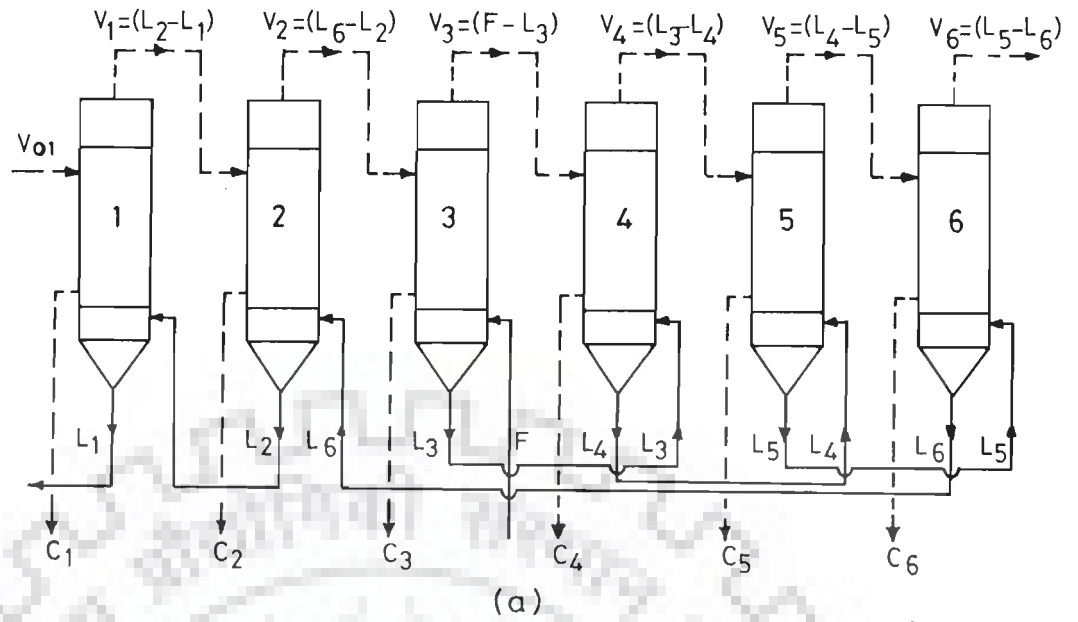 V₁=(L₂-L₁) V₂=(L₆-L₂) V₃=(F-L₃) V₄=(L₃-L₄) V₅=(L₄-L₅) V₆=(L₅-L₆)
V₀₁
1 2 3 4 5 6
L₁ L₂ L₆ L₃ F L₄ L₃ L₅ L₄ L₆ L₅
C₁ C₂ C₃ C₄ C₅ C₆
(a)